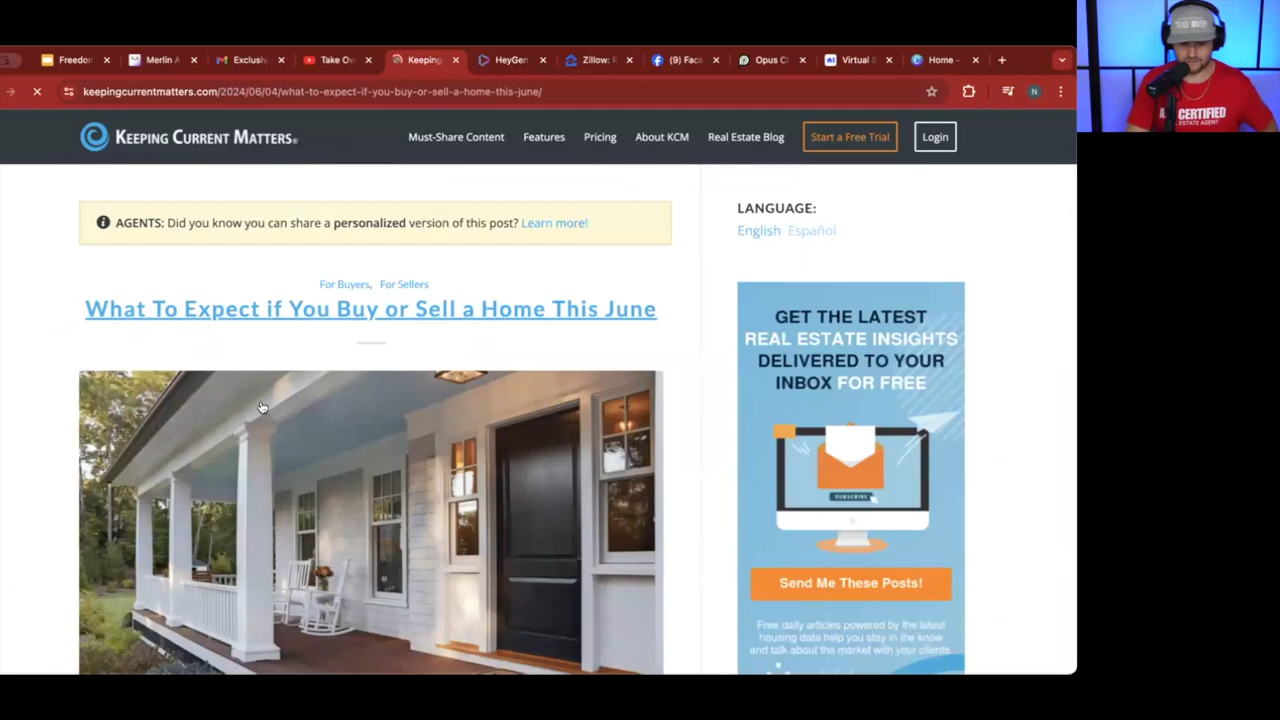 Freedom
Merlin A
Exclusiv
Take Ov
Keeping
HeyGen
Zillow: R
(9) Face
Opus Cl
Virtual S
Home -
keepingcurrentmatters.com/2024/06/04/what-to-expect-if-you-buy-or-sell-a-home-this-june/
N
KEEPING CURRENT MATTERS
Must-Share Content
Features
Pricing
About KCM
Real Estate Blog
Start a Free Trial
Login
AGENTS: Did you know you can share a personalized version of this post? Learn more!
For Buyers, For Sellers
What To Expect if You Buy or Sell a Home This June
LANGUAGE:
English Español
GET THE LATEST
REAL ESTATE INSIGHTS
DELIVERED TO YOUR
INBOX FOR FREE
SUBSCRIBE
Send Me These Posts!
Free daily articles powered by the latest
housing data help you stay in the know
and talk about the market with your clients.
CERTIFIED
ESTATE AGENT